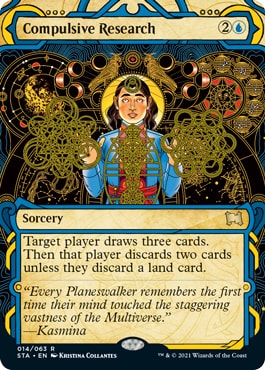 Compulsive Research 2
Sorcery
Target player draws three cards.
Then that player discards two cards
unless they discard a land card.
“Every Planeswalker remembers the first
time their mind touched the staggering
vastness of the Multiverse.”
—Kasmina
014/063 R
STA • EN Kristina Collantes
™ & © 2021 Wizards of the Coast